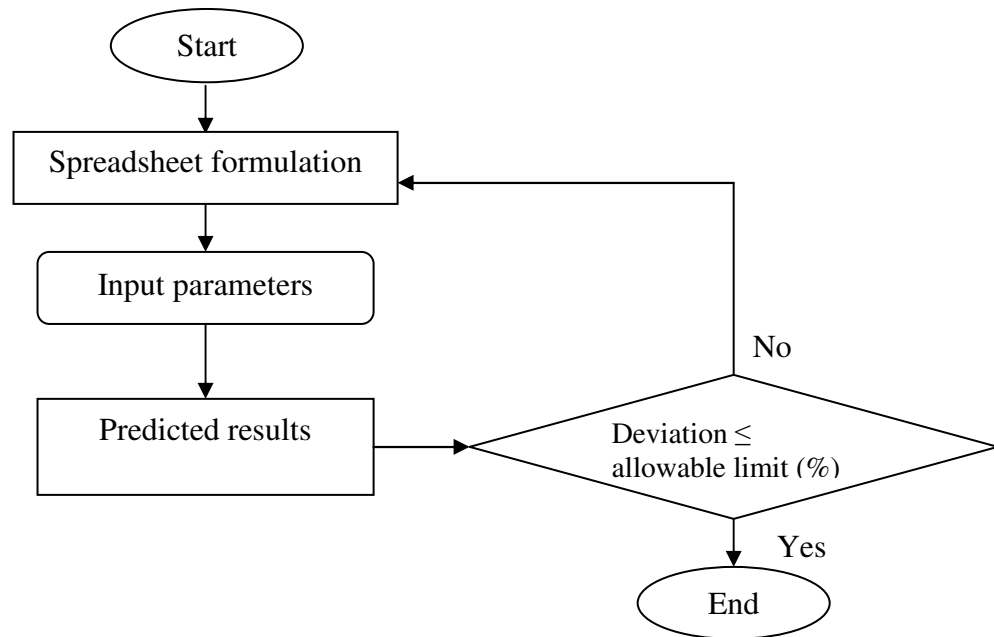 Start
Spreadsheet formulation
Input parameters
Predicted results
No
Deviation ≤
allowable limit (%)
Yes
End